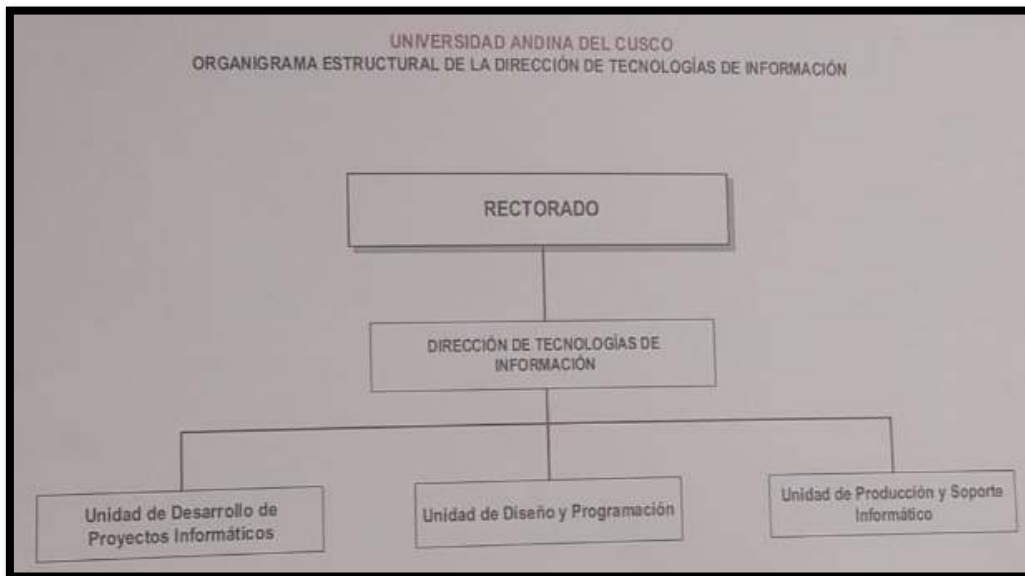 UNIVERSIDAD ANDINA DEL CUSCO
ORGANIGRAMA ESTRUCTURAL DE LA DIRECCIÓN DE TECNOLOGÍAS DE INFORMACIÓN
RECTORADO
DIRECCIÓN DE TECNOLOGÍAS DE
INFORMACIÓN
Unidad de Desarrollo de
Proyectos Informáticos
Unidad de Diseño y Programación
Unidad de Producción y Soporte
Informático